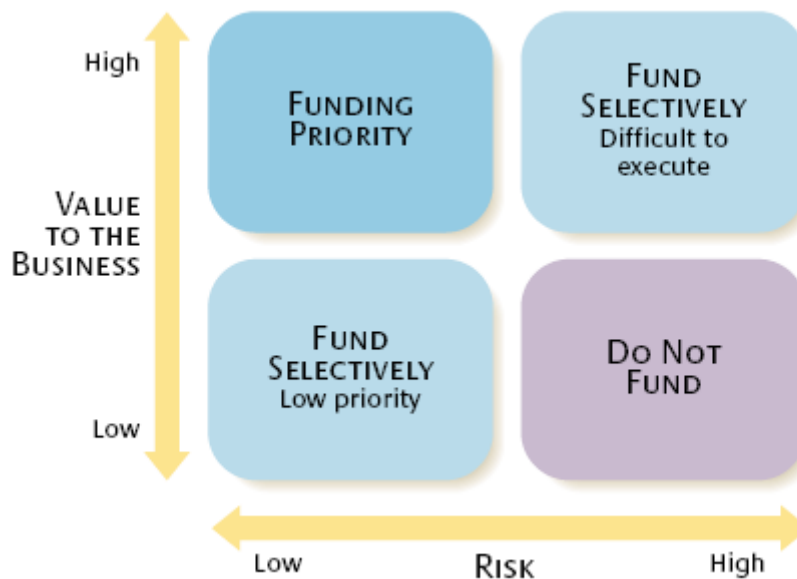 High
FUNDING
PRIORITY
FUND
SELECTIVELY
Difficult to
execute
VALUE
TO THE
BUSINESS
FUND
SELECTIVELY
Low priority
DO NOT
FUND
Low
Low
RISK
High